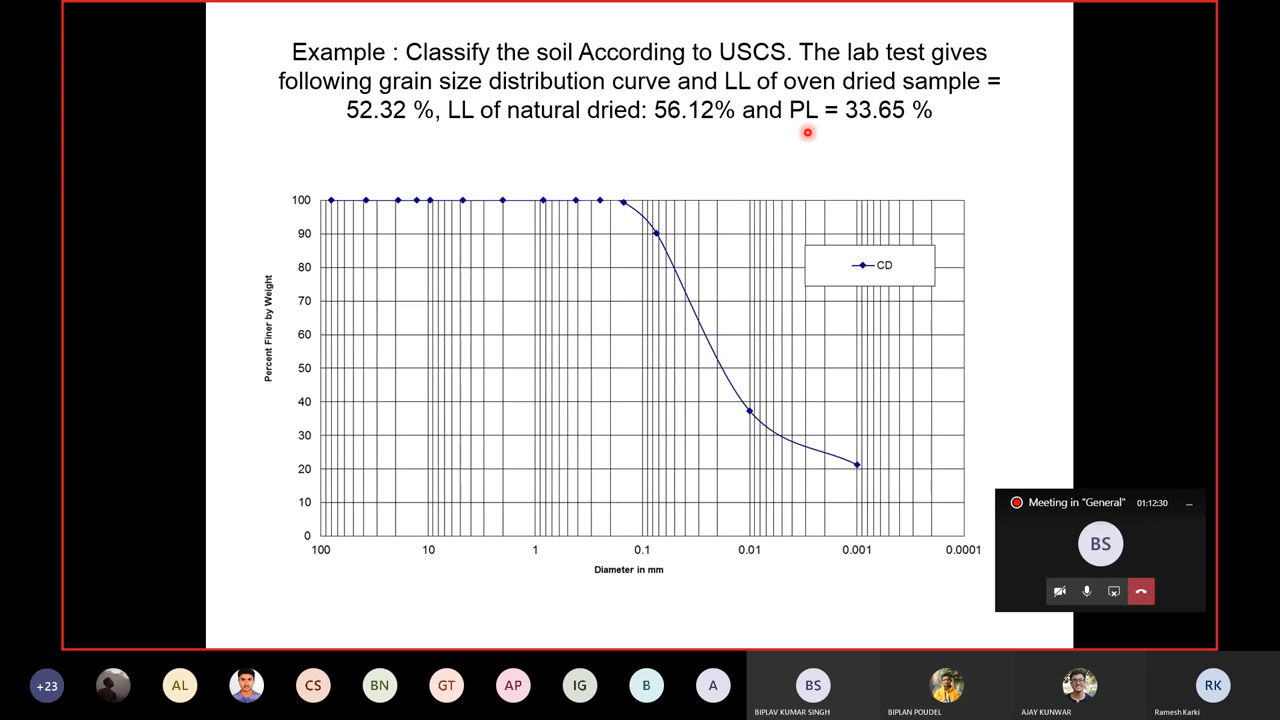 Example : Classify the soil According to USCS. The lab test gives
following grain size distribution curve and LL of oven dried sample =
52.32 %, LL of natural dried: 56.12% and PL = 33.65 %
100
90
80
70
60
50
40
30
20
10
0
Percent Finer by Weight
CD
100 10 1 0.1 0.01 0.001 0.0001
Diameter in mm
Meeting in "General" 01:12:30 ...
BS
+23 AL CS BN GT AP IG B A BS RK
BIPLAV KUMAR SINGH BIPLAN POUDEL AJAY KUNWAR Ramesh Karki